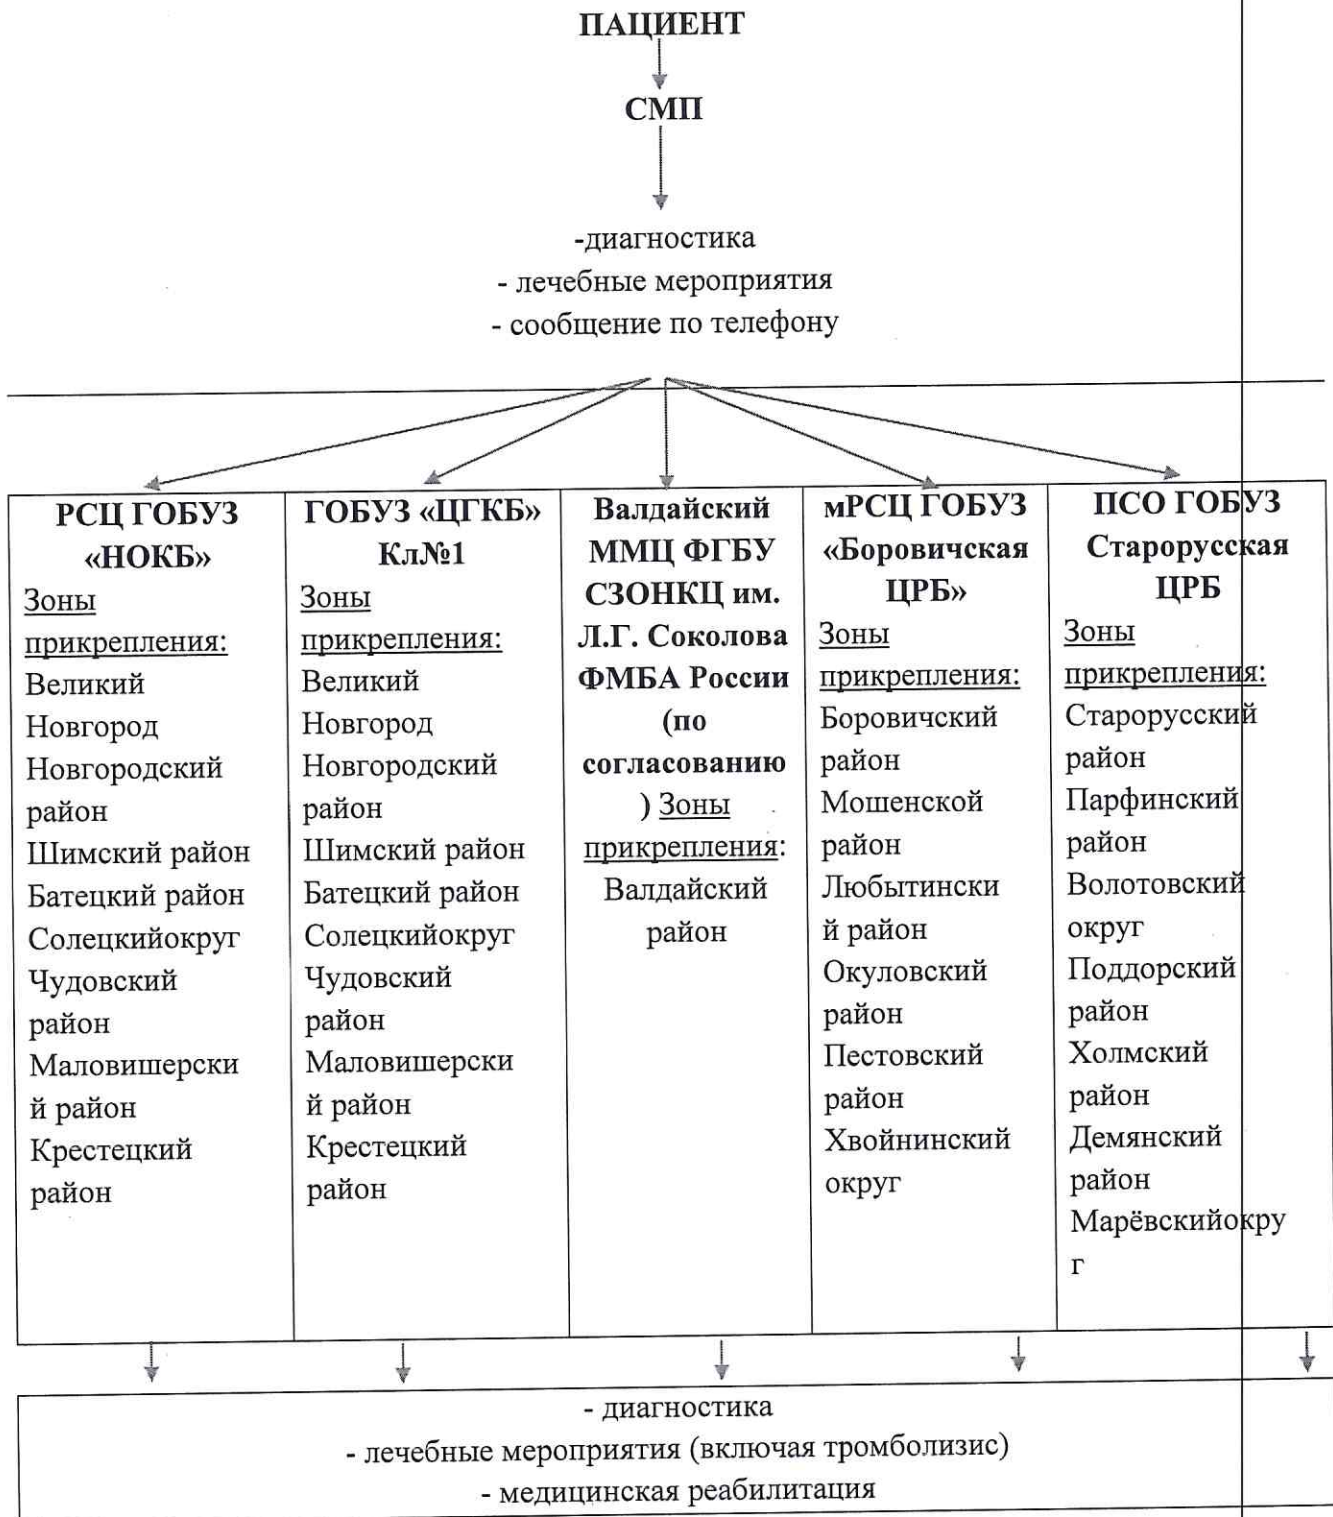 ПАЦИЕНТ
СМП
-диагностика
- лечебные мероприятия
- сообщение по телефону
РСЦ ГОБУЗ
«НОКБ»
Зоны
прикрепления:
Великий
Новгород
Новгородский
район
Шимский район
Батецкий район
Солецкийокруг
Чудовский
район
Маловишерски
й район
Крестецкий
район
ГОБУЗ «ЦГКБ»
Кл№1
Зоны
прикрепления:
Великий
Новгород
Новгородский
район
Шимский район
Батецкий район
Солецкийокруг
Чудовский
район
Маловишерски
й район
Крестецкий
район
Валдайский
ММЦ ФГБУ
СЗОНКЦ им.
Л.Г. Соколова
ФМБА России
(по
согласованию
) Зоны
прикрепления:
Валдайский
район
мРСЦ ГОБУЗ
«Боровичская
ЦРБ»
Зоны
прикрепления:
Боровичский
район
Мошенской
район
Любытински
й район
Окуловский
район
Пестовский
район
Хвойнинский
округ
ПСО ГОБУЗ
Старорусская
ЦРБ
Зоны
прикрепления:
Старорусский
район
Парфинский
район
Волотовский
округ
Поддорский
район
Холмский
район
Демянский
район
Марёвскийокру
г
- диагностика
- лечебные мероприятия (включая тромболизис)
- медицинская реабилитация